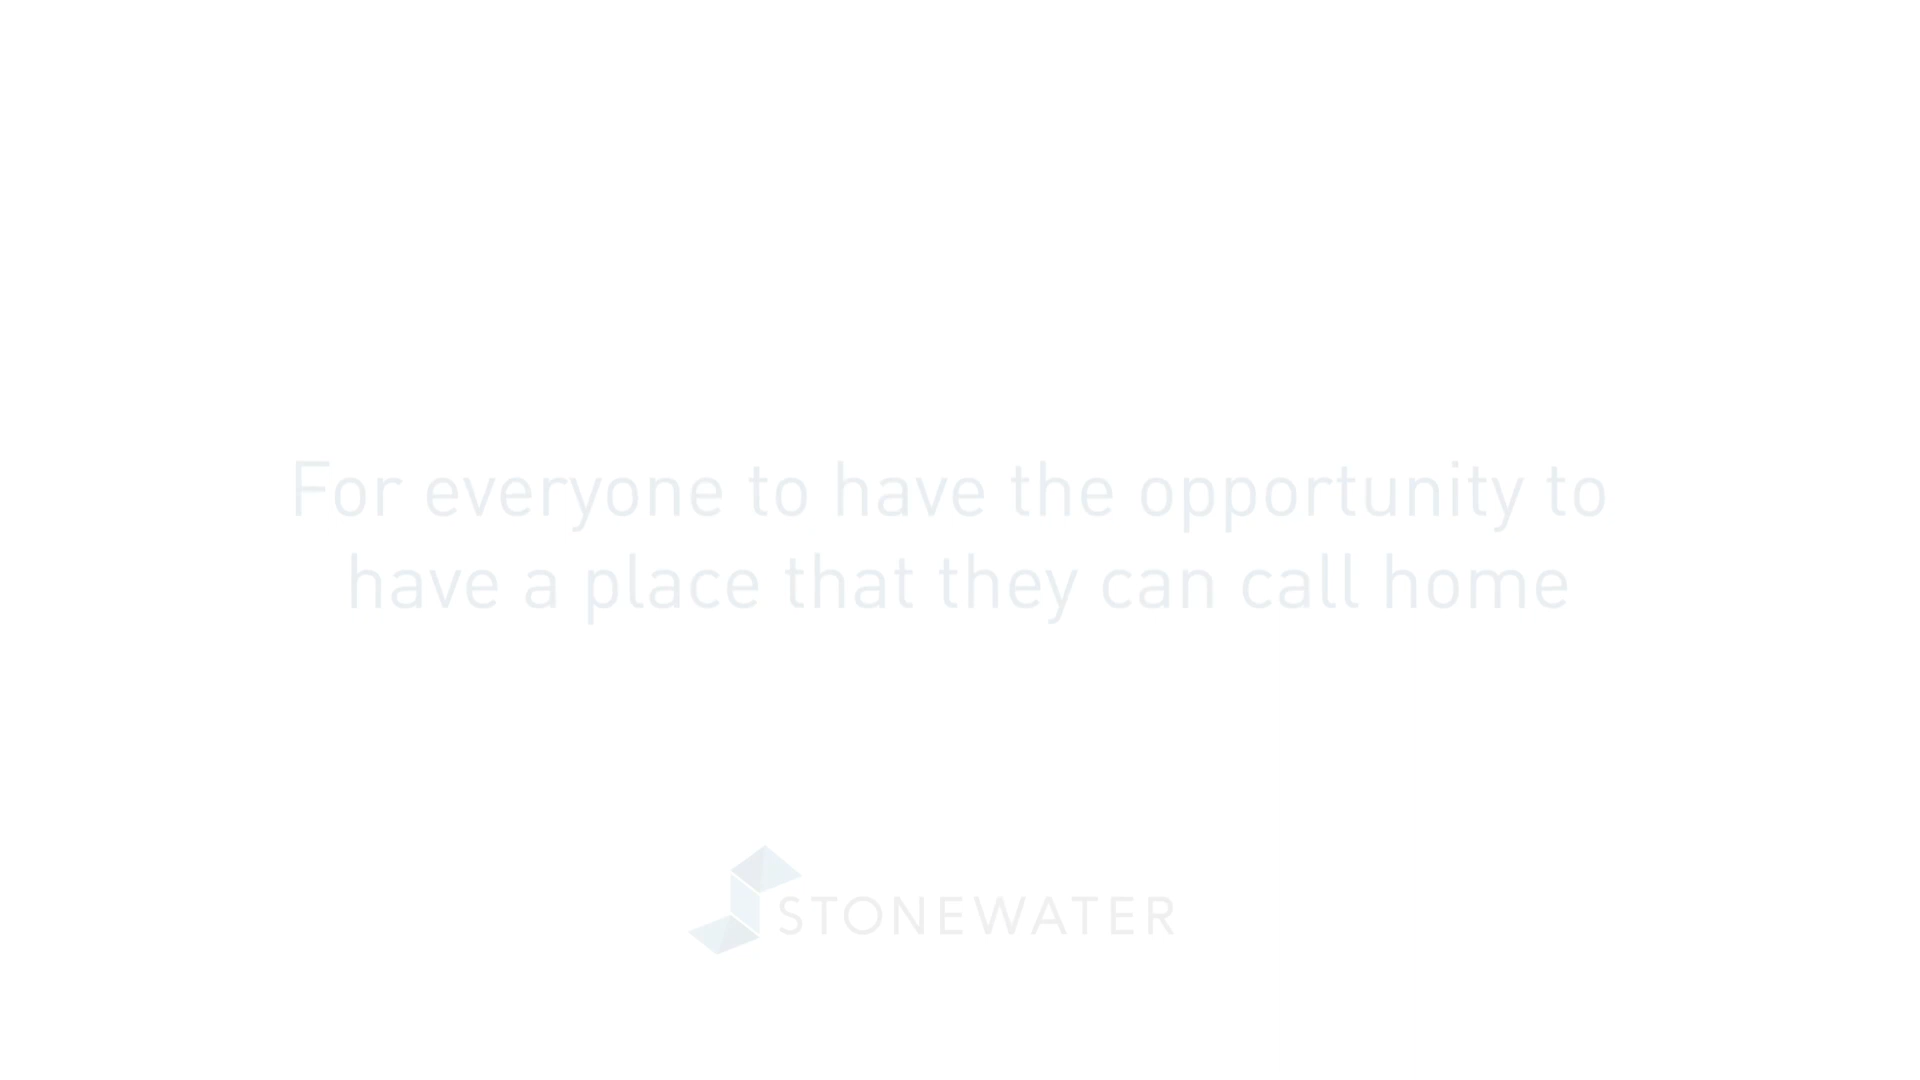 For everyone to have the opportunity to
have a place that they can call home
STONEWATER